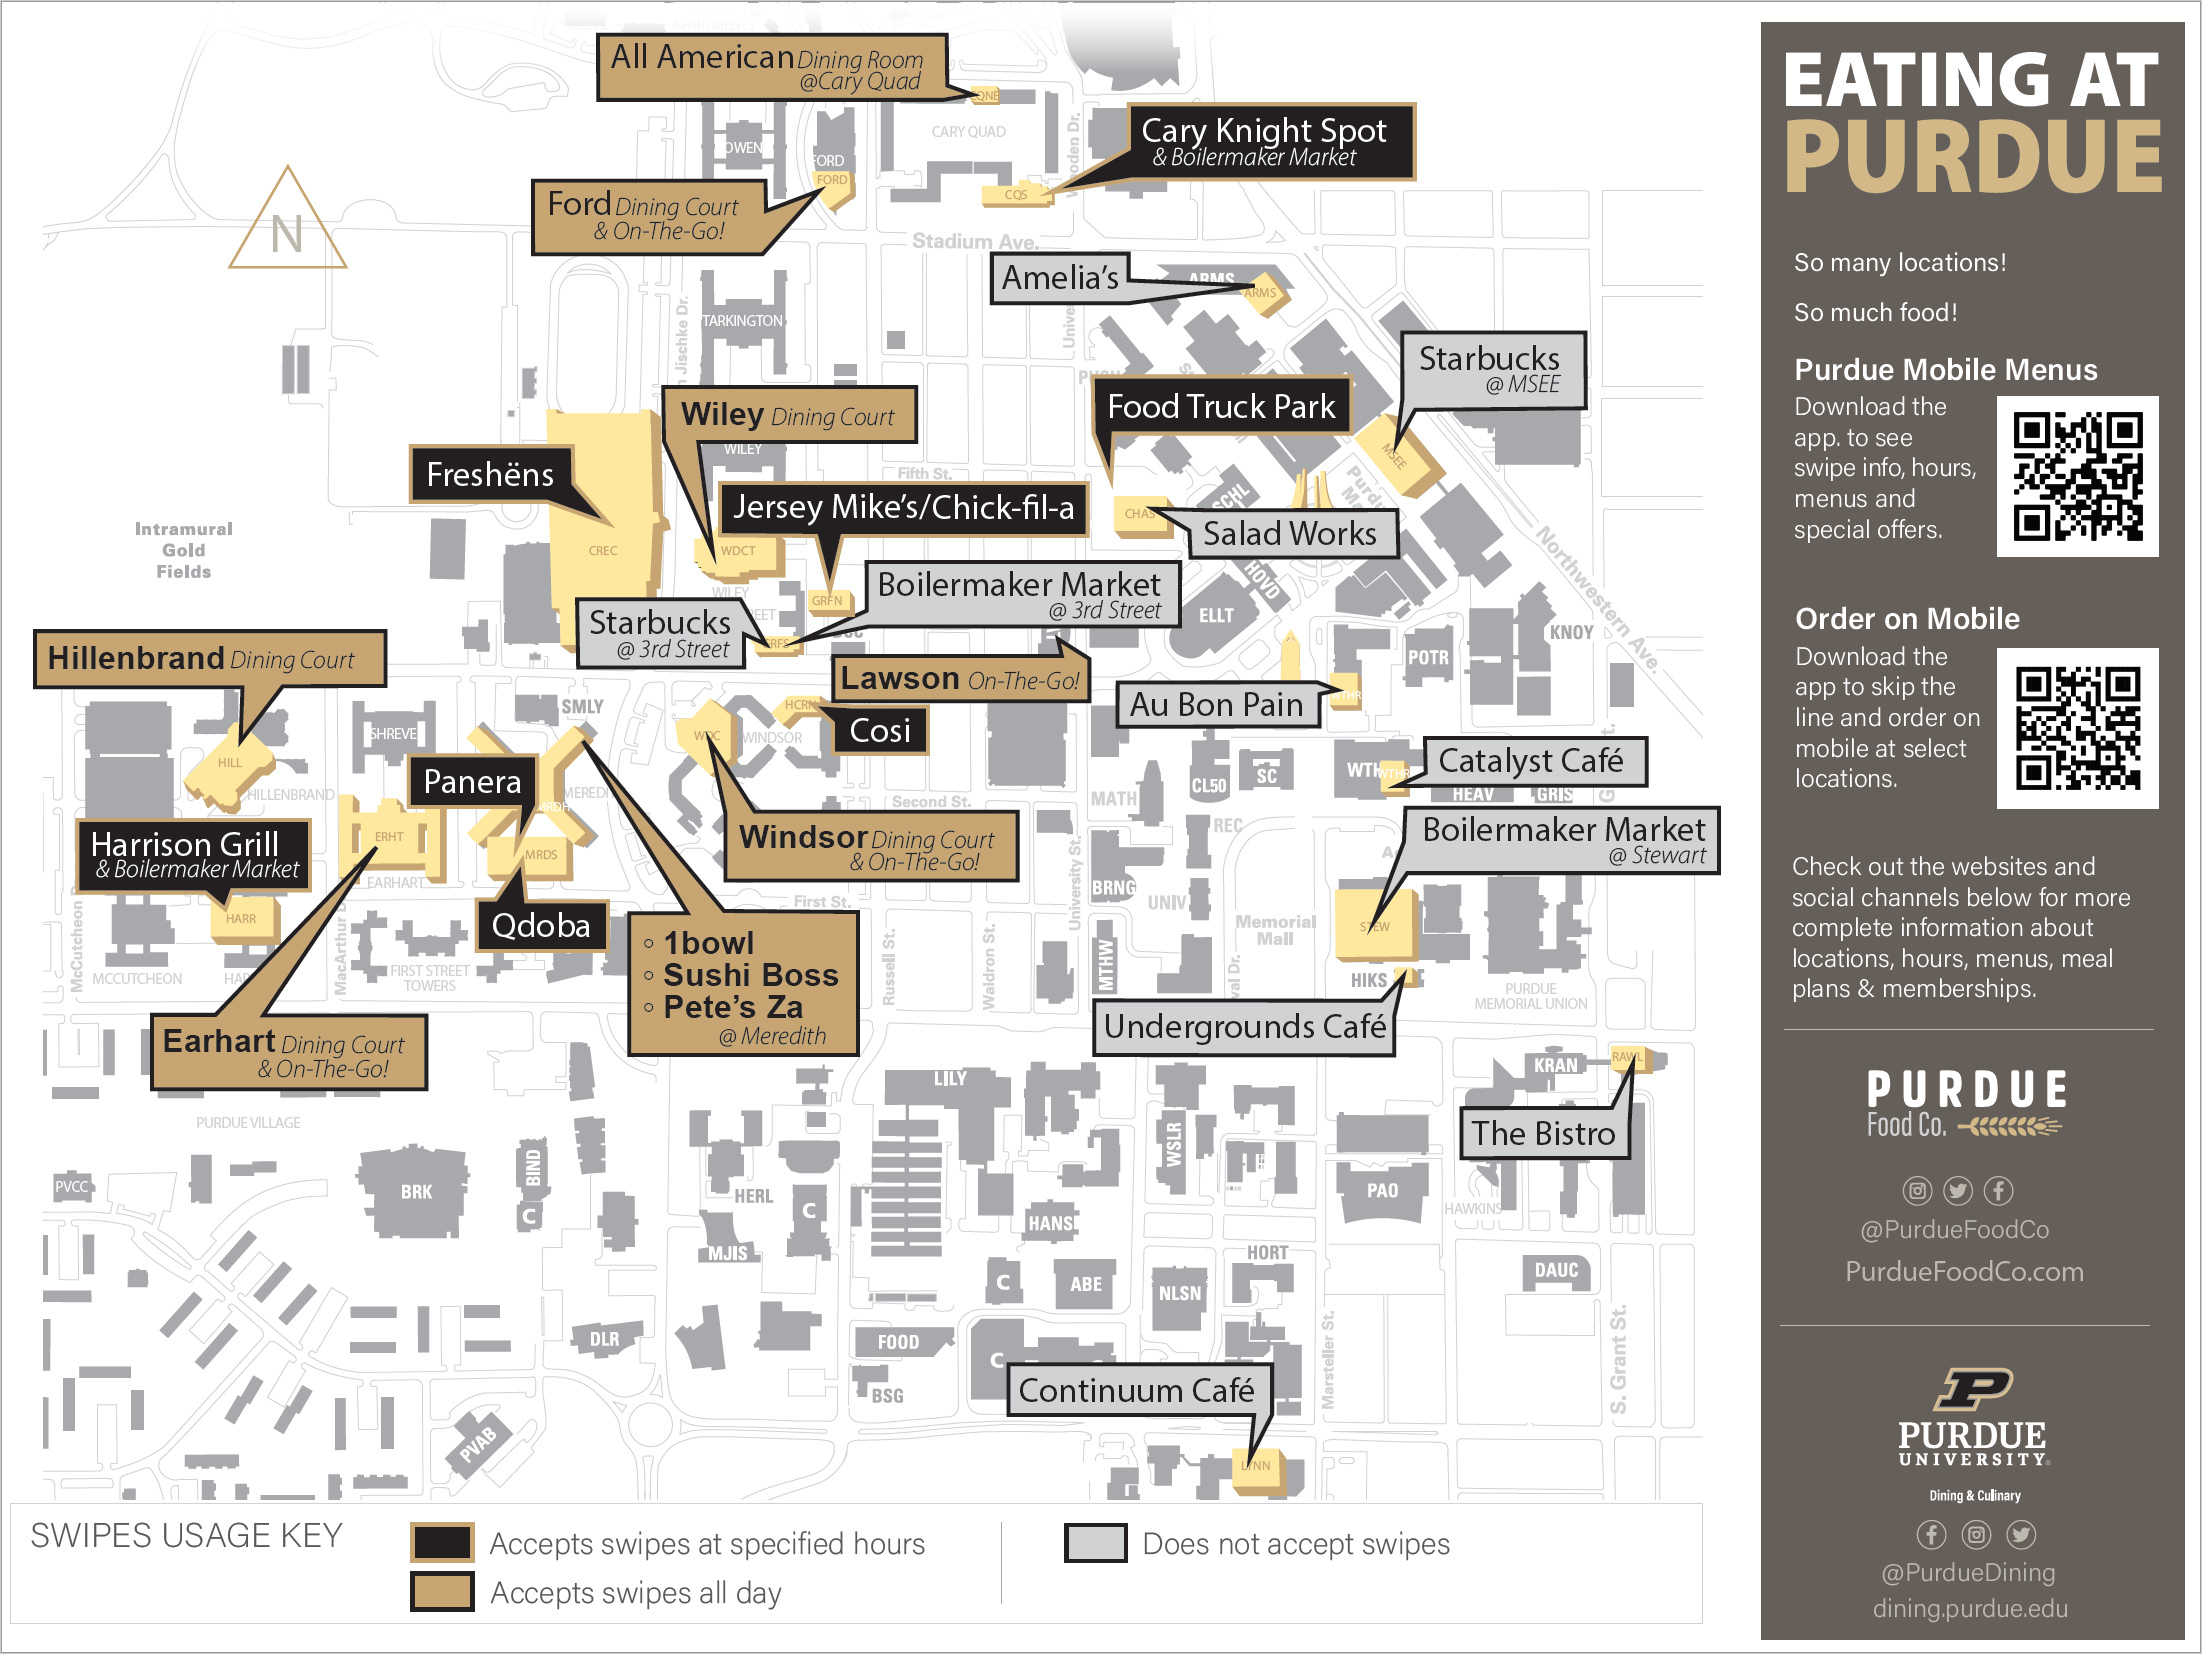 All American Dining Room
@Cary Quad
QNE
CARY QUAD
Wooden Dr.
OWEN
FORD
FORD
Cary Knight Spot
& Boilermaker Market
CQS
Ford Dining Court
& On-The-Go!
N
Stadium Ave.
Amelia's
ARMS
ARMS
TARKINGTON
Jischke Dr.
Starbucks
@ MSEE
MSEE
Wiley Dining Court
WILEY
Food Truck Park
Fifth St.
Freshëns
CREC
Jersey Mike's/Chick-fil-a
WDCT
CHAS
SCHL
Salad Works
Intramural
Gold
Fields
Northwestern Ave.
WILEY
GRFN
Boilermaker Market
@ 3rd Street
Starbucks
@ 3rd Street
HOVD
ELLT
KNOY
POTR
Hillenbrand Dining Court
Lawson On-The-Go!
Au Bon Pain
WTHR
SMLY
HCRN
Cosi
WINDSOR
WDC
SHREVE
HILL
HILLENBRAND
Panera
MRDH
MATH
CL50
SC
WTHR
Catalyst Café
HEAV
GRIS
Second St.
REC
Harrison Grill
& Boilermaker Market
ERHT
EARHART
MRDS
Windsor Dining Court
& On-The-Go!
Boilermaker Market
@ Stewart
University St.
BRNG
UNIV
First St.
HARR
Qdoba
McCutcheon
MacArthur D
MCCUTCHEON
FIRST STREET
TOWERS
1bowl
Sushi Boss
Pete's Za
@ Meredith
Russell St.
Waldron St.
MTHW
Memorial
Mall
STEW
HIKS
PURDUE
MEMORIAL UNION
Undergrounds Café
Earhart Dining Court
& On-The-Go!
LILY
KRAN
RAWL
The Bistro
PURDUE VILLAGE
PVCC
BRK
BIND
C
HERL
C
MJIS
WSLR
HANS
PAO
HAWKINS
HORT
C
ABE
NLSN
DAUC
DLR
FOOD
C
BSG
Marsteller St.
S. Grant St.
Continuum Café
PVAB
LYNN
SWIPES USAGE KEY
Accepts swipes at specified hours
Accepts swipes all day
Does not accept swipes
EATING AT
PURDUE
So many locations!
So much food!
Purdue Mobile Menus
Download the
app. to see
swipe info, hours,
menus and
special offers.
Order on Mobile
Download the
app to skip the
line and order on
mobile at select
locations.
Check out the websites and
social channels below for more
complete information about
locations, hours, menus, meal
plans & memberships.
PURDUE
Food Co.
@PurdueFoodCo
PurdueFoodCo.com
PURDUE
UNIVERSITY®
Dining & Culinary
@PurdueDining
dining.purdue.edu